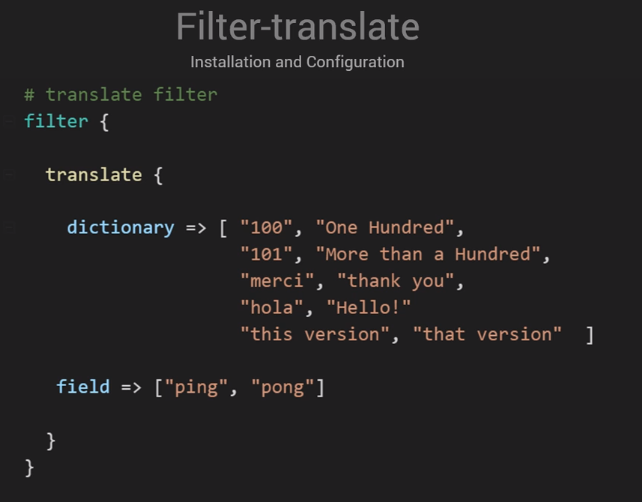 Filter-translate
Installation and Configuration
# translate filter
filter {
translate {
dictionary => [ "100", "One Hundred",
"101", "More than a Hundred",
"merci", "thank you",
"hola", "Hello!"
"this version", "that version" ]
field => ["ping", "pong"]
}
}